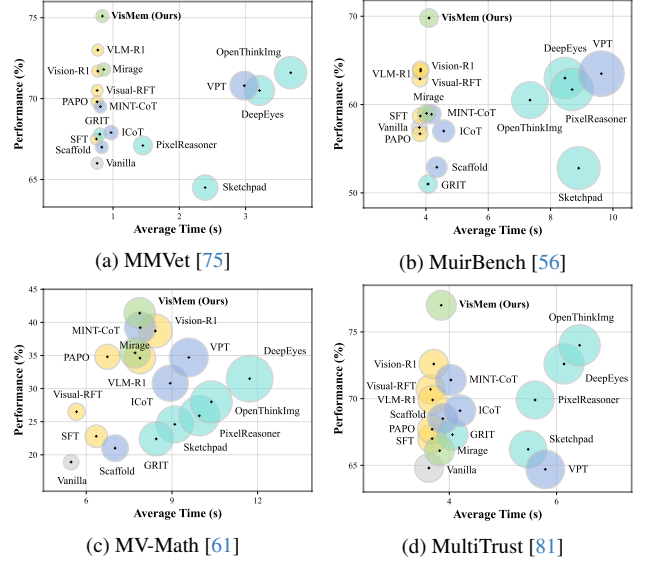 75
70
65
Performance (%)
VisMem (Ours)
VLM-R1
OpenThinkImg
Vision-R1
Mirage
VPT
Visual-RFT
DeepEyes
PAPO
MINT-CoT
GRIT
ICoT
SFT
PixelReasoner
Scaffold
Vanilla
Sketchpad
1
2
3
Average Time (s)
(a) MMVet [75]
70
60
50
Performance (%)
VisMem (Ours)
VPT
DeepEyes
Vision-R1
VLM-R1
Visual-RFT
Mirage
SFT
MINT-CoT
PixelReasoner
OpenThinkImg
Vanilla
ICoT
PAPO
Scaffold
GRIT
Sketchpad
4
6
8
10
Average Time (s)
(b) MuirBench [56]
45
40
35
30
25
20
Performance (%)
VisMem (Ours)
Vision-R1
MINT-CoT
Mirage
VPT
DeepEyes
PAPO
VLM-R1
Visual-RFT
ICoT
OpenThinkImg
PixelReasoner
SFT
Sketchpad
GRIT
Scaffold
Vanilla
6
9
12
Average Time (s)
(c) MV-Math [61]
75
70
65
Performance (%)
VisMem (Ours)
OpenThinkImg
Vision-R1
MINT-CoT
DeepEyes
Visual-RFT
VLM-R1
PixelReasoner
Scaffold
ICoT
PAPO
GRIT
SFT
Sketchpad
Mirage
Vanilla
VPT
4
6
Average Time (s)
(d) MultiTrust [81]